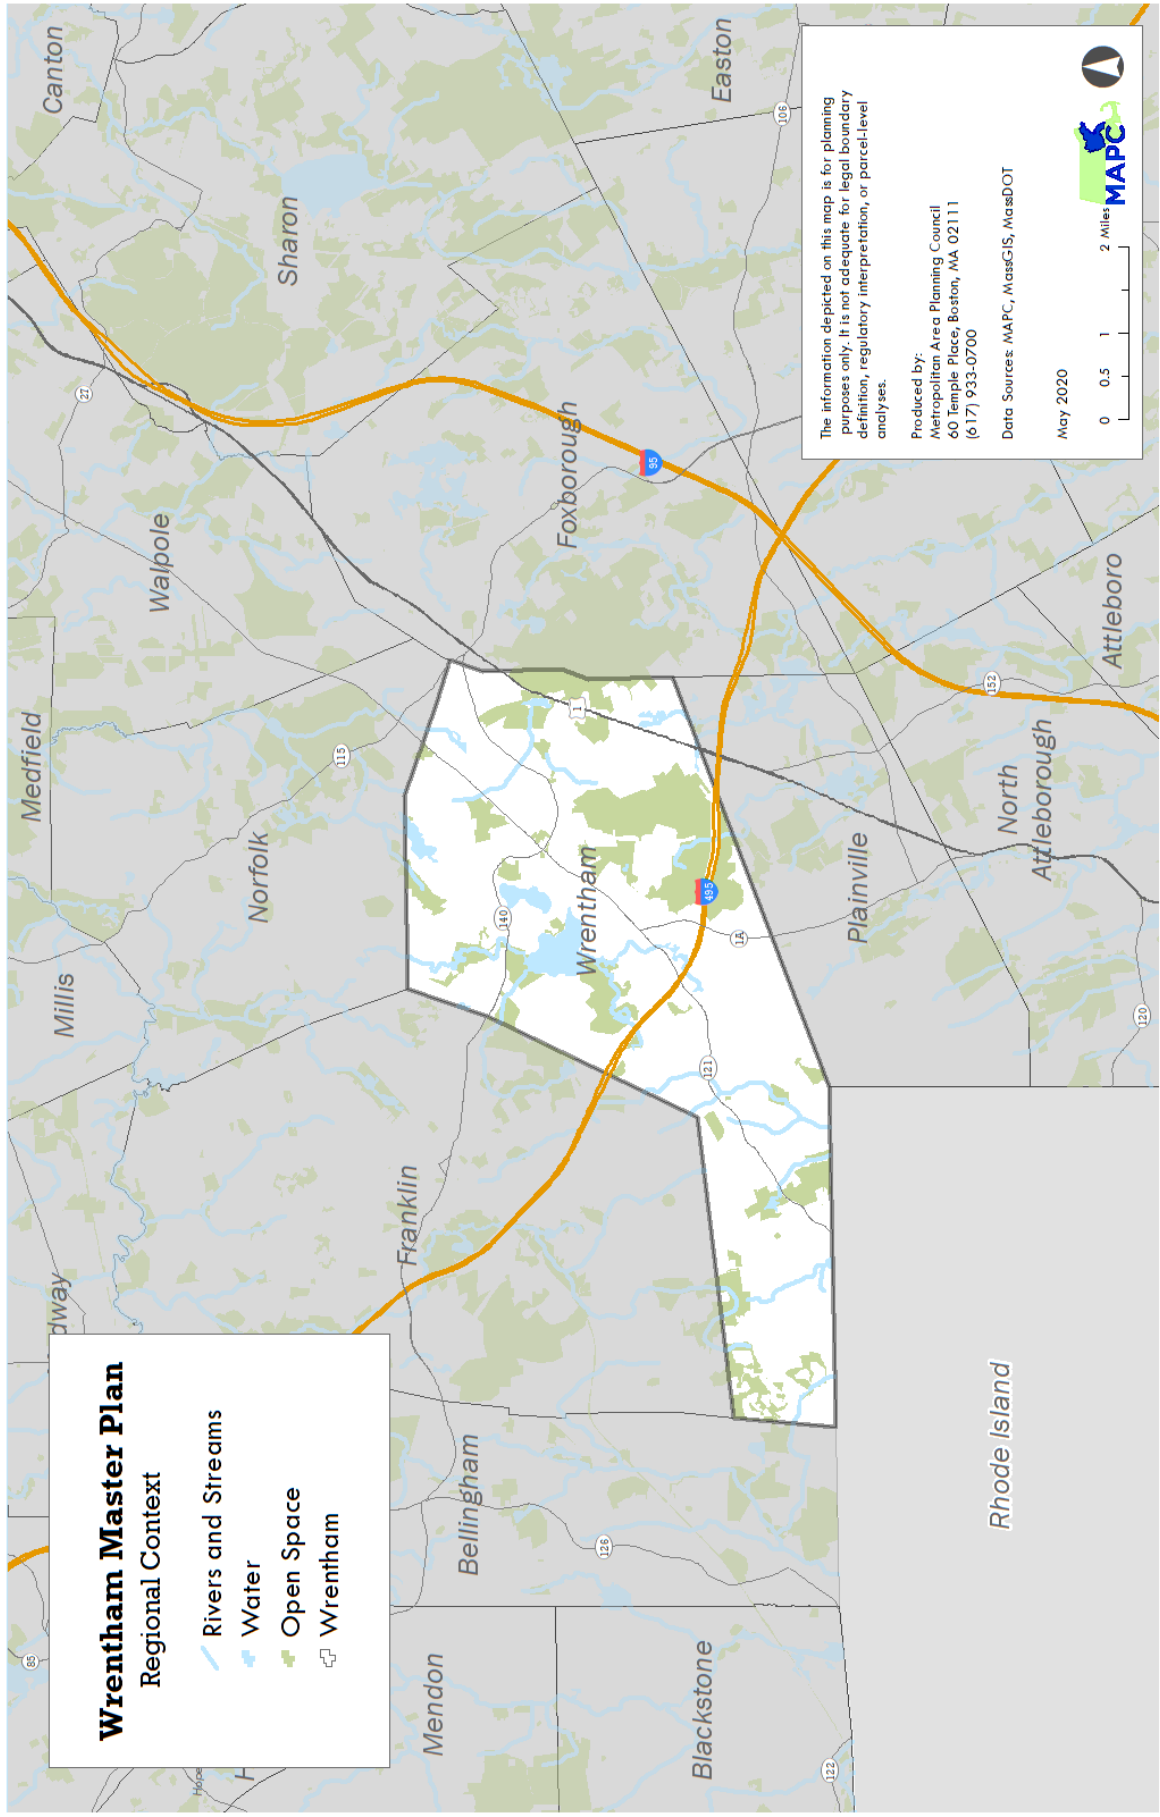 Wrentham Master Plan
Regional Context
Rivers and Streams
Water
Open Space
Wrentham
85
Hope
dway
Millis
Medfield
Canton
27
Walpole
Sharon
Norfolk
115
Franklin
Bellingham
Mendon
140
Wrentham
1
Foxborough
95
Easton
106
126
Blackstone
122
121
495
1A
Plainville
North
Attleborough
152
Attleboro
120
Rhode Island
The information depicted on this map is for planning
purposes only. It is not adequate for legal boundary
definition, regulatory interpretation, or parcel-level
analyses.
Produced by:
Metropolitan Area Planning Council
60 Temple Place, Boston, MA 02111
(617) 933-0700
Data Sources: MAPC, MassGIS, MassDOT
May 2020
0 0.5 1 2 Miles
MAPC